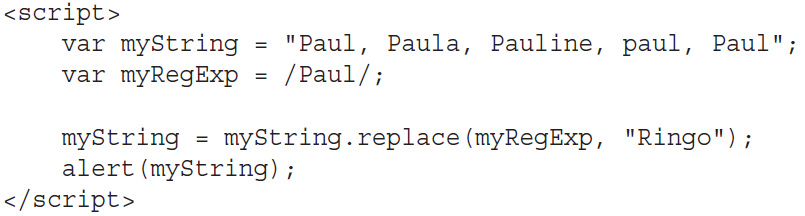 <script>
    var myString = "Paul, Paula, Pauline, paul, Paul";
    var myRegExp = /Paul/;

    myString = myString.replace(myRegExp, "Ringo");
    alert(myString);
</script>